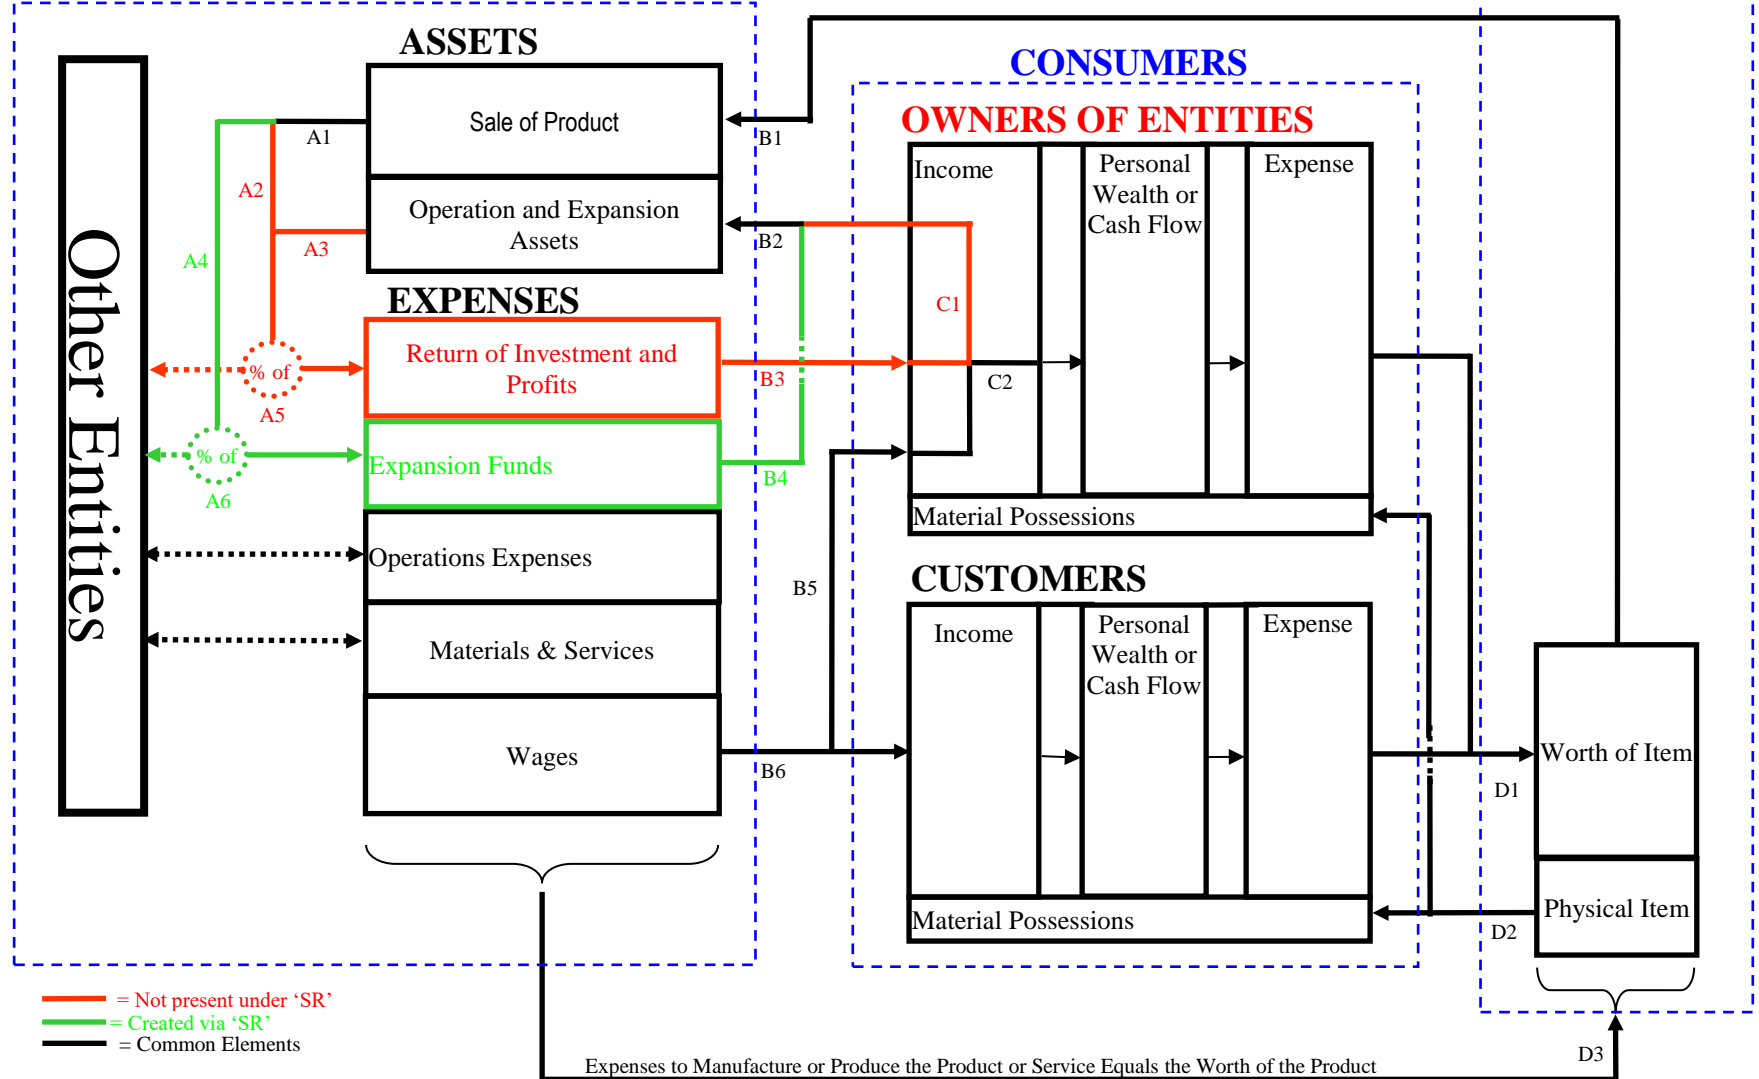 ASSETS
CONSUMERS
OWNERS OF ENTITIES
Other Entities
Sale of Product
A1
B1
Income
Personal
Wealth or
Cash Flow
Expense
A2
Operation and Expansion
Assets
A3
A4
B2
EXPENSES
C1
Return of Investment and
Profits
% of
A5
B3
C2
Expansion Funds
% of
A6
B4
Material Possessions
Operations Expenses
CUSTOMERS
B5
Income
Personal
Wealth or
Cash Flow
Expense
Materials & Services
Wages
B6
Worth of Item
D1
Material Possessions
Physical Item
D2
= Not present under ‘SR’
= Created via ‘SR’
= Common Elements
Expenses to Manufacture or Produce the Product or Service Equals the Worth of the Product
D3